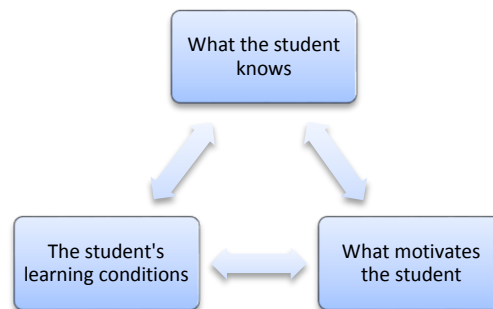 What the student
knows
The student's
learning conditions
What motivates
the student